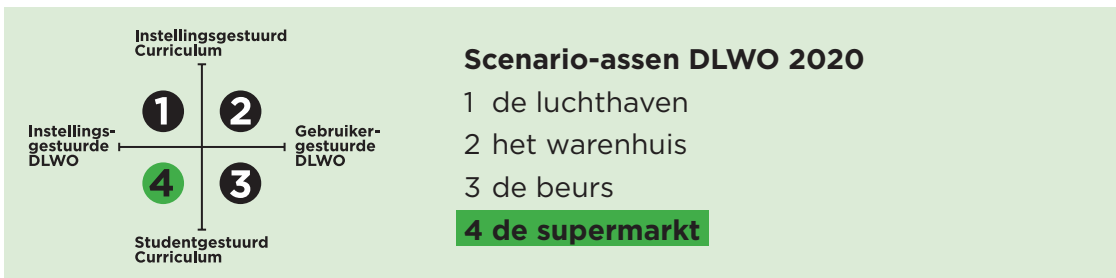 Instellingsgestuurd
Curriculum
1
2
Instellings-
gestuurde
DLWO
Gebruiker-
gestuurde
DLWO
4
3
Studentgestuurd
Curriculum
Scenario-assen DLWO 2020
1 de luchthaven
2 het warenhuis
3 de beurs
4 de supermarkt